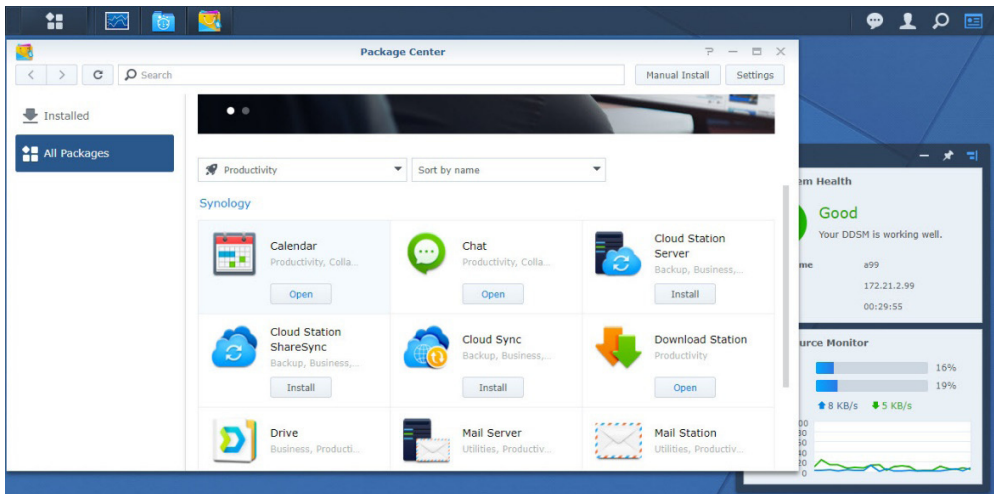 Package Center
Search
Manual Install
Settings
Installed
All Packages
Productivity
Sort by name
Synology
Calendar
Productivity, Colla...
Open
Chat
Productivity, Colla...
Open
Cloud Station
Server
Backup, Business,...
Install
Cloud Station
ShareSync
Backup, Business,...
Install
Cloud Sync
Backup, Business,...
Install
Download Station
Productivity
Open
Drive
Business, Producti...
Mail Server
Utilities, Productiv...
Mail Station
Utilities, Productiv...
Health
Good
Your DDSM is working well.
a99
172.21.2.99
00:29:55
Monitor
16%
19%
8 KB/s 5 KB/s
20
0